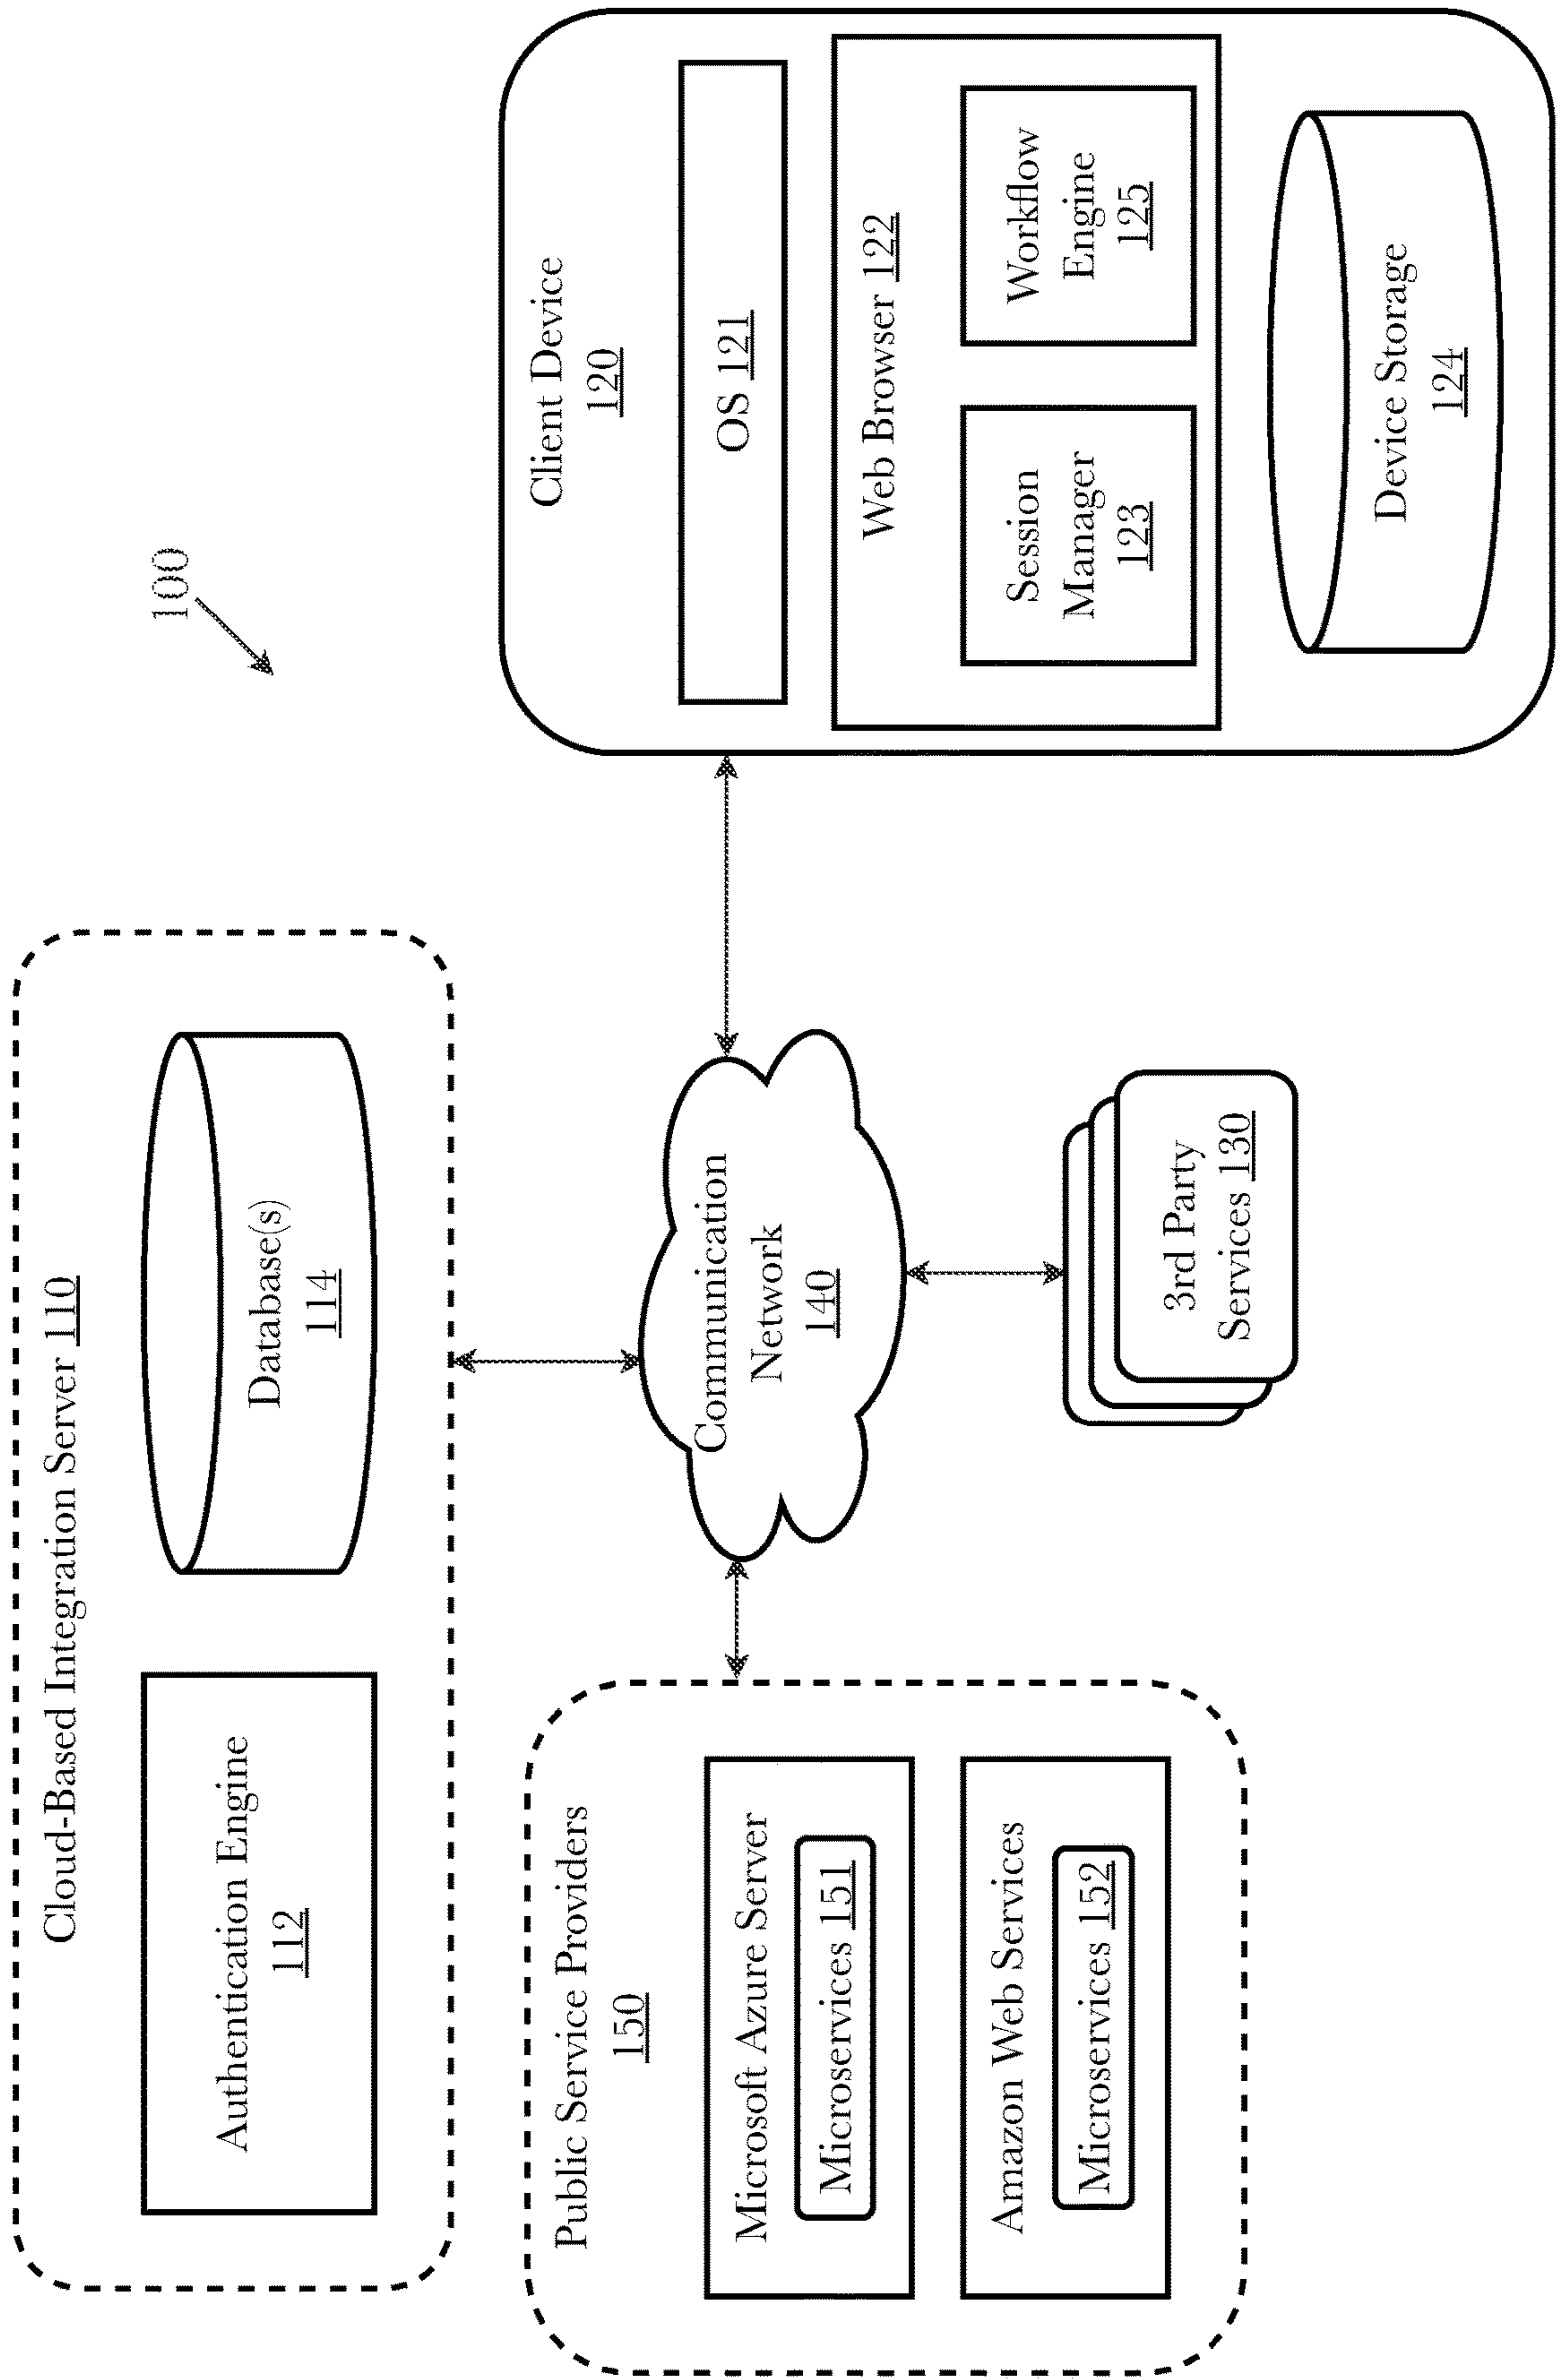 100
Cloud-Based Integration Server 110
Authentication Engine
112
Database(s)
114
Public Service Providers
150
Microsoft Azure Server
Microservices 151
Amazon Web Services
Microservices 152
Communication
Network
140
3rd Party
Services 130
Client Device
120
OS 121
Web Browser 122
Session
Manager
123
Workflow
Engine
125
Device Storage
124